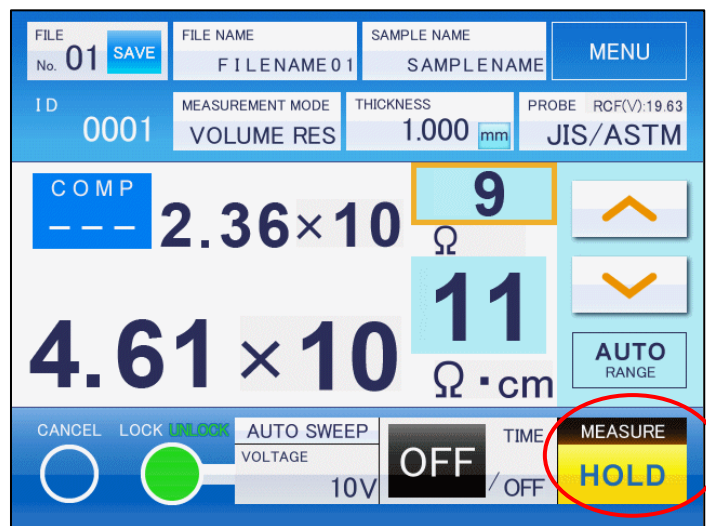 FILE
No. 01 SAVE
FILE NAME
FILENAME01
SAMPLE NAME
SAMPLENAME
MENU
ID
0001
MEASUREMENT MODE
VOLUME RES
THICKNESS
1.000 mm
PROBE RCF(V):19.63
JIS/ASTM
COMP
---
2.36×10 9
Ω
4.61×10 11
Ω・cm
AUTO
RANGE
CANCEL LOCK UNLOCK
AUTO SWEEP
VOLTAGE
10V
OFF
TIME
/OFF
MEASURE
HOLD